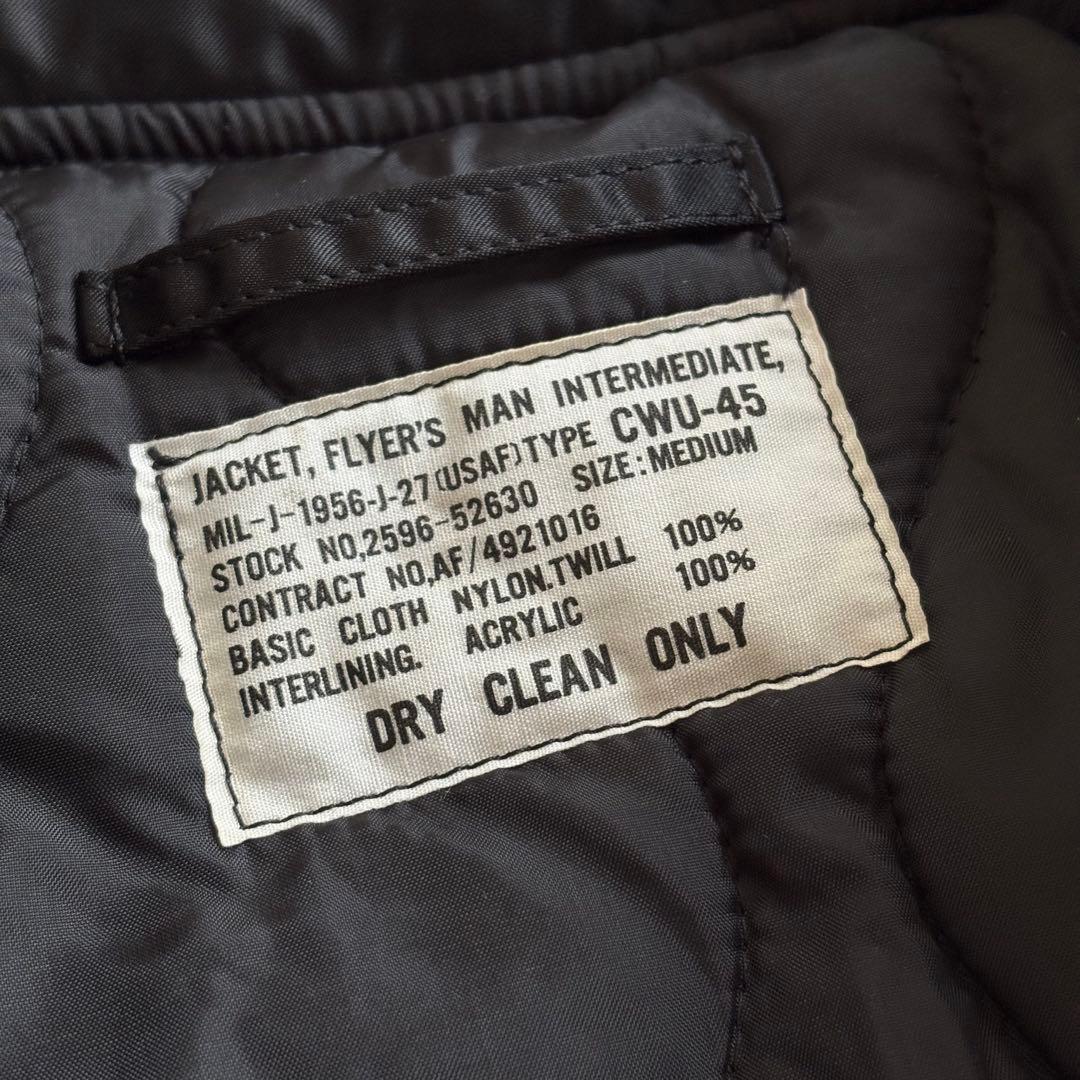 JACKET, FLYER'S MAN INTERMEDIATE,
MIL-J-1956-J-27(USAF)TYPE CWU-45
STOCK NO,2596-52630 SIZE:MEDIUM
CONTRACT NO,AF/4921016
BASIC CLOTH NYLON.TWILL 100%
INTERLINING. ACRYLIC 100%
DRY CLEAN ONLY